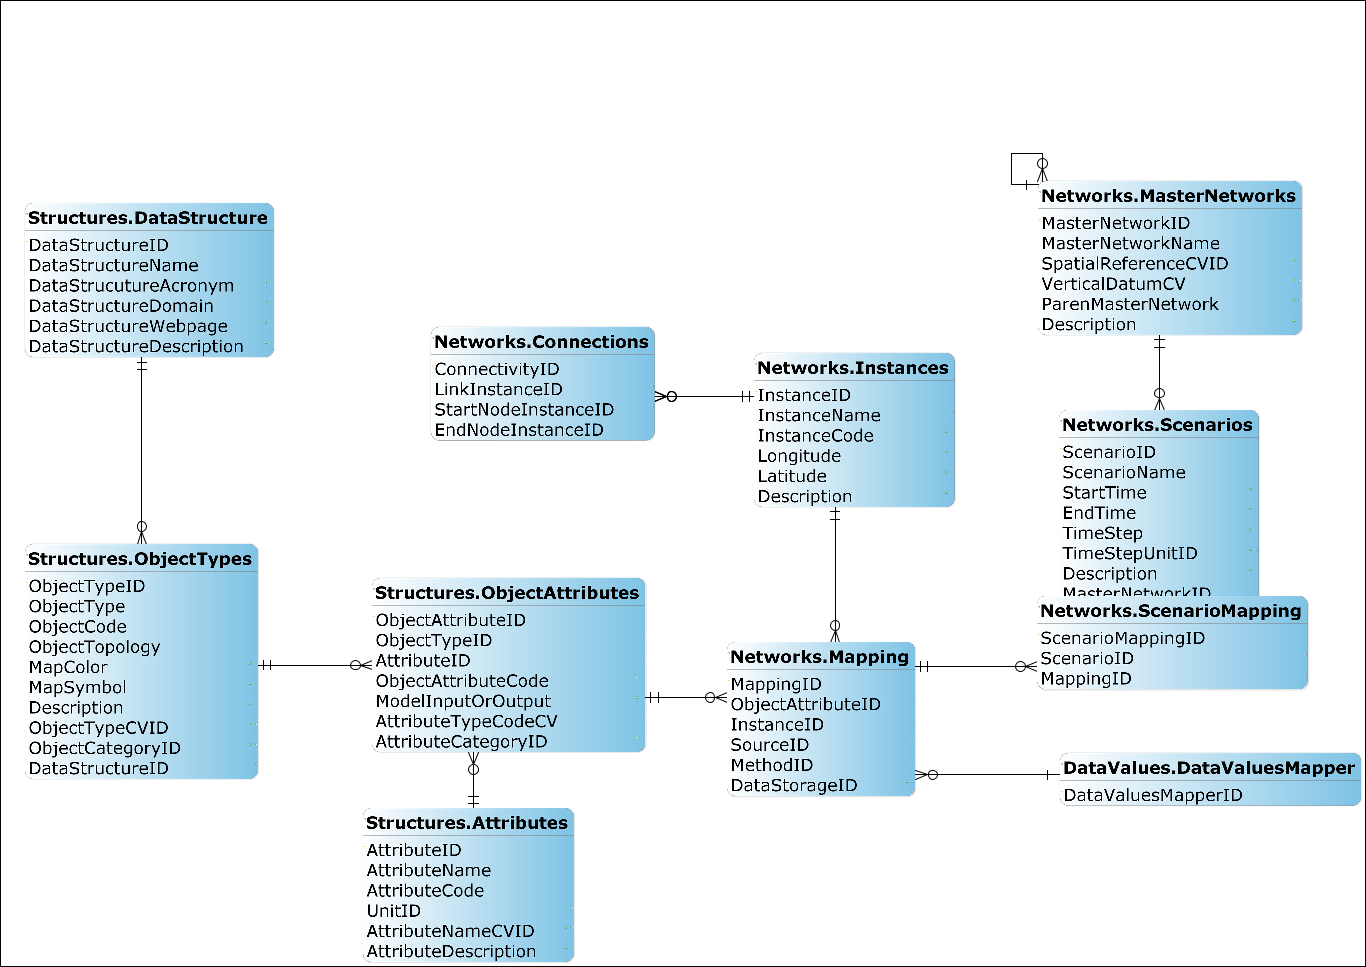 Structures.DataStructure
DataStructureID
DataStructureName
DataStrucutureAcronym
DataStructureDomain
DataStructureWebpage
DataStructureDescription
Networks.MasterNetworks
MasterNetworkID
MasterNetworkName
SpatialReferenceCVID
VerticalDatumCV
ParenMasterNetwork
Description
Networks.Connections
ConnectivityID
LinkInstanceID
StartNodeInstanceID
EndNodeInstanceID
Networks.Instances
InstanceID
InstanceName
InstanceCode
Longitude
Latitude
Description
Networks.Scenarios
ScenarioID
ScenarioName
StartTime
EndTime
TimeStep
TimeStepUnitID
Description
MasterNetworkID
Structures.ObjectTypes
ObjectTypeID
ObjectType
ObjectCode
ObjectTopology
MapColor
MapSymbol
Description
ObjectTypeCVID
ObjectCategoryID
DataStructureID
Structures.ObjectAttributes
ObjectAttributeID
ObjectTypeID
AttributeID
ObjectAttributeCode
ModelInputOrOutput
AttributeTypeCodeCV
AttributeCategoryID
Networks.Mapping
MappingID
ObjectAttributeID
InstanceID
SourceID
MethodID
DataStorageID
Networks.ScenarioMapping
ScenarioMappingID
ScenarioID
MappingID
DataValues.DataValuesMapper
DataValuesMapperID
Structures.Attributes
AttributeID
AttributeName
AttributeCode
UnitID
AttributeNameCVID
AttributeDescription